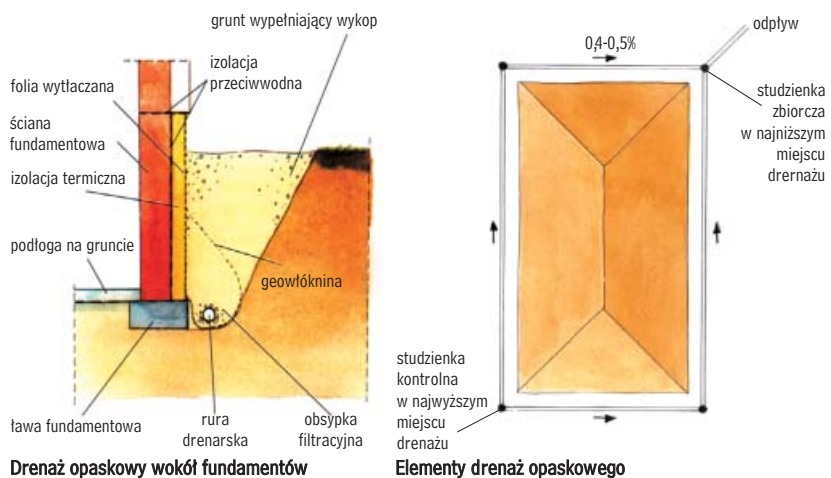 grunt wypełniający wykop
izolacja
przeciwwodna
folia wytłaczana
ściana
fundamentowa
izolacja termiczna
podłoga na gruncie
geowłóknina
ława fundamentowa
rura
drenarska
obsypka
filtracyjna
Drenaż opaskowy wokół fundamentów
odpływ
0,4-0,5%
studzienka
zbiorcza
w najniższym
miejscu
drernażu
studzienka
kontrolna
w najwyższym
miejscu
drenażu
Elementy drenaż opaskowego